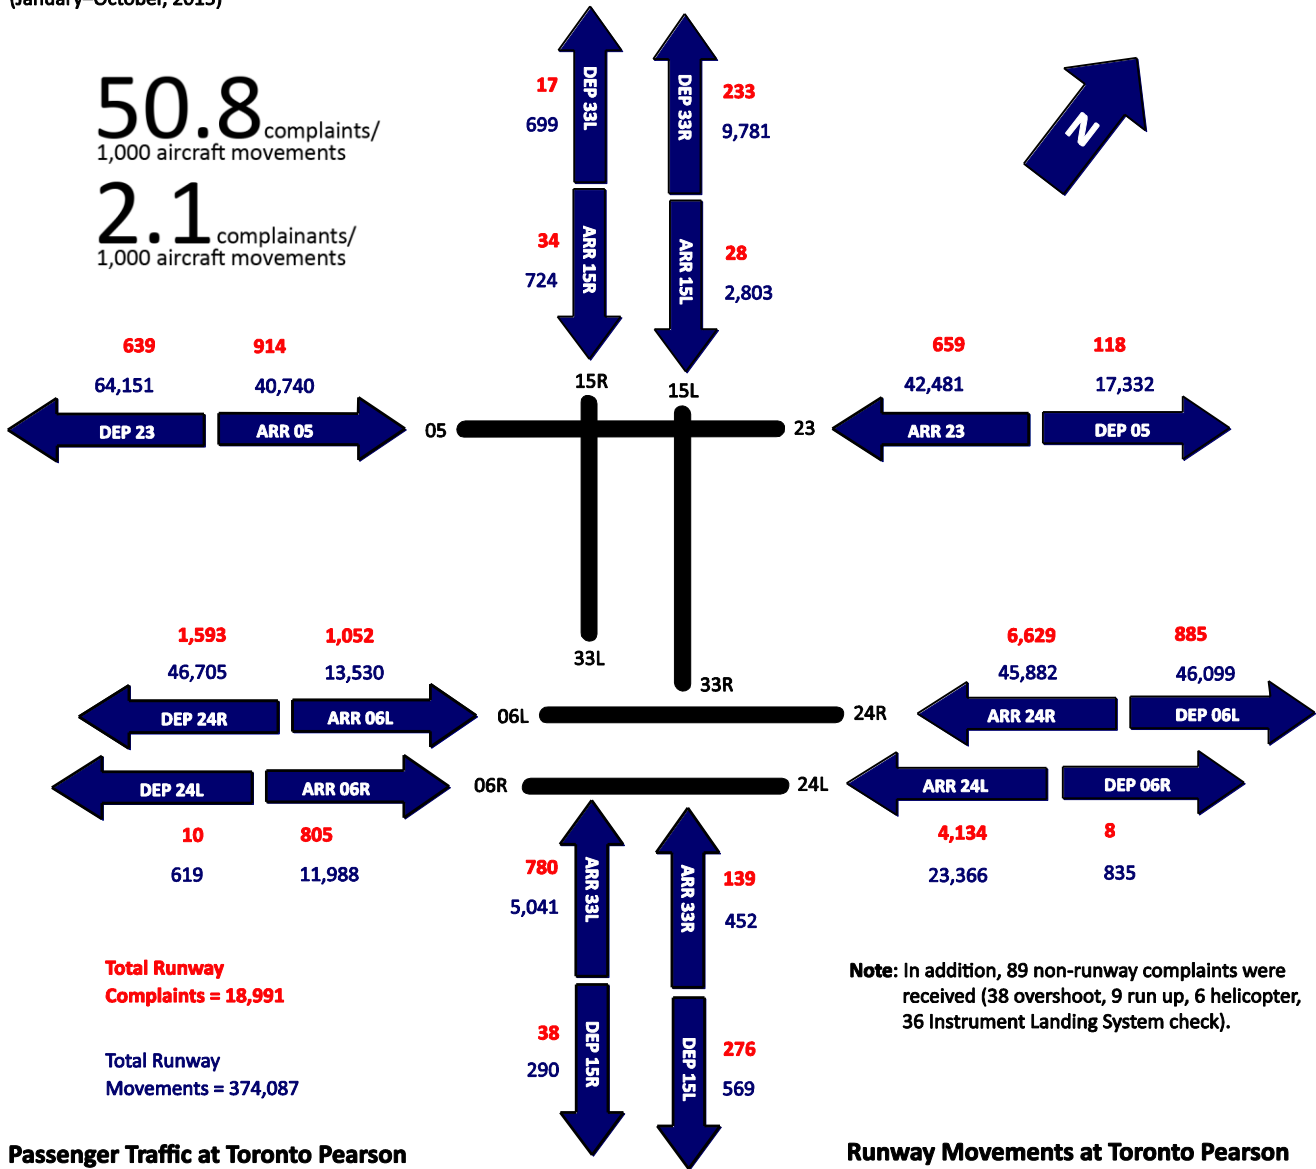 (January–October, 2013)
50.8 complaints/
1,000 aircraft movements
2.1 complainants/
1,000 aircraft movements
N
DEP 33L
17
699
DEP 33R
233
9,781
ARR 15R
34
724
ARR 15L
28
2,803
639
64,151
DEP 23
914
40,740
ARR 05
15R
15L
05
23
659
42,481
ARR 23
118
17,332
DEP 05
33L
33R
1,593
46,705
DEP 24R
1,052
13,530
ARR 06L
06L
24R
6,629
45,882
ARR 24R
885
46,099
DEP 06L
DEP 24L
10
619
ARR 06R
805
11,988
06R
24L
ARR 24L
4,134
23,366
DEP 06R
8
835
780
5,041
ARR 33L
ARR 33R
139
452
38
290
DEP 15R
DEP 15L
276
569
Total Runway
Complaints = 18,991
Total Runway
Movements = 374,087
Note: In addition, 89 non-runway complaints were
received (38 overshoot, 9 run up, 6 helicopter,
36 Instrument Landing System check).
Passenger Traffic at Toronto Pearson
Runway Movements at Toronto Pearson